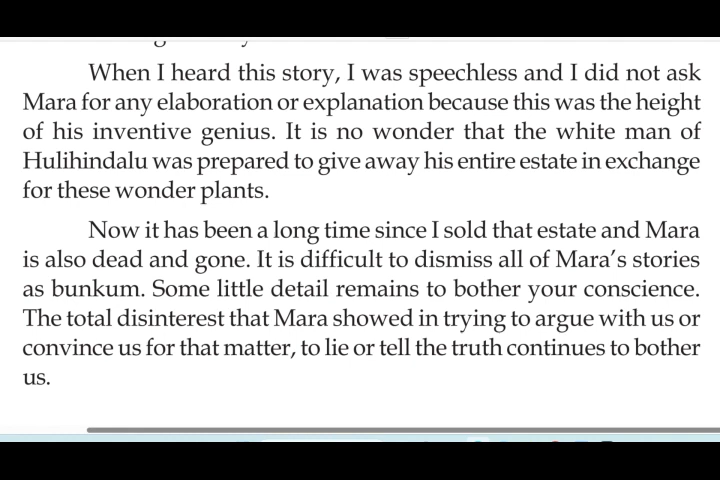 When I heard this story, I was speechless and I did not ask
Mara for any elaboration or explanation because this was the height
of his inventive genius. It is no wonder that the white man of
Hulihindalu was prepared to give away his entire estate in exchange
for these wonder plants.
Now it has been a long time since I sold that estate and Mara
is also dead and gone. It is difficult to dismiss all of Mara’s stories
as bunkum. Some little detail remains to bother your conscience.
The total disinterest that Mara showed in trying to argue with us or
convince us for that matter, to lie or tell the truth continues to bother
us.